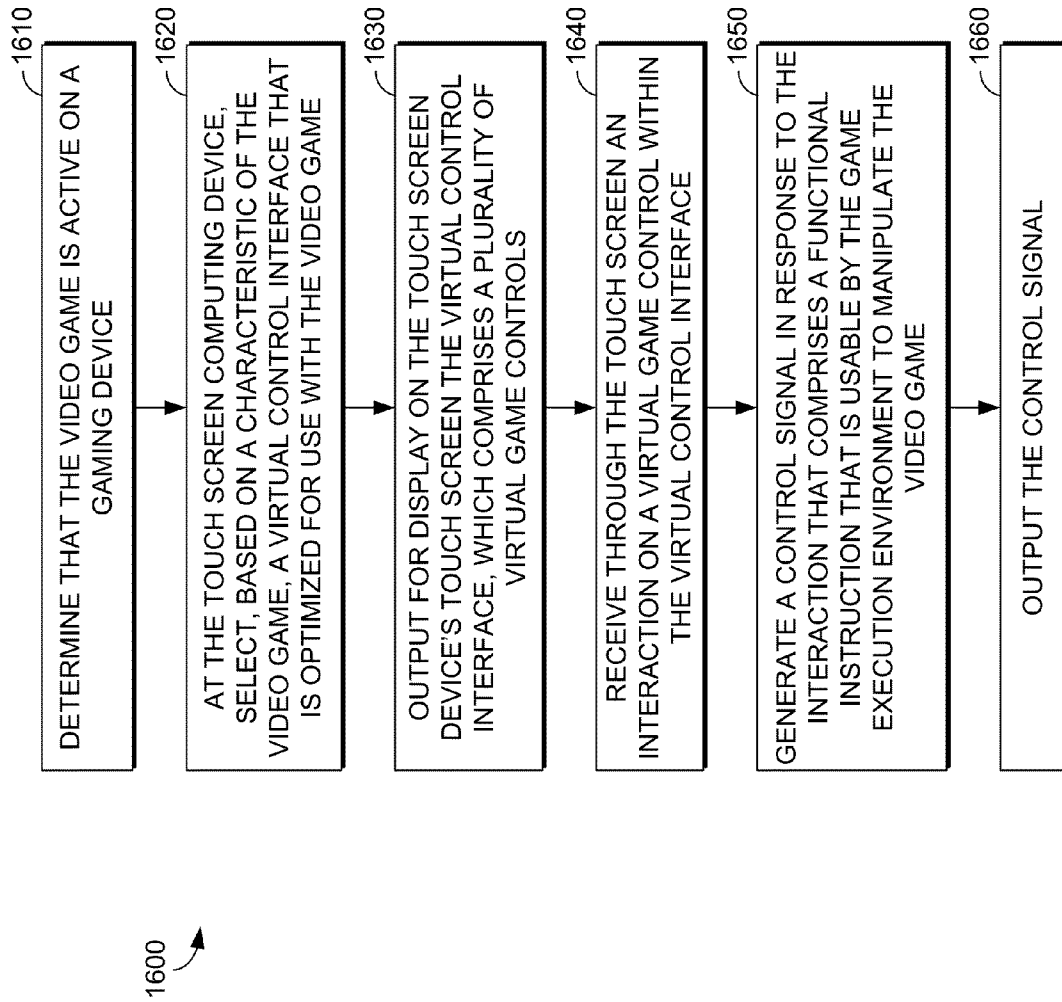 1600
1610
DETERMINE THAT THE VIDEO GAME IS ACTIVE ON A
GAMING DEVICE
1620
AT THE TOUCH SCREEN COMPUTING DEVICE,
SELECT, BASED ON A CHARACTERISTIC OF THE
VIDEO GAME, A VIRTUAL CONTROL INTERFACE THAT
IS OPTIMIZED FOR USE WITH THE VIDEO GAME
1630
OUTPUT FOR DISPLAY ON THE TOUCH SCREEN
DEVICE'S TOUCH SCREEN THE VIRTUAL CONTROL
INTERFACE, WHICH COMPRISES A PLURALITY OF
VIRTUAL GAME CONTROLS
1640
RECEIVE THROUGH THE TOUCH SCREEN AN
INTERACTION ON A VIRTUAL GAME CONTROL WITHIN
THE VIRTUAL CONTROL INTERFACE
1650
GENERATE A CONTROL SIGNAL IN RESPONSE TO THE
INTERACTION THAT COMPRISES A FUNCTIONAL
INSTRUCTION THAT IS USABLE BY THE GAME
EXECUTION ENVIRONMENT TO MANIPULATE THE
VIDEO GAME
1660
OUTPUT THE CONTROL SIGNAL